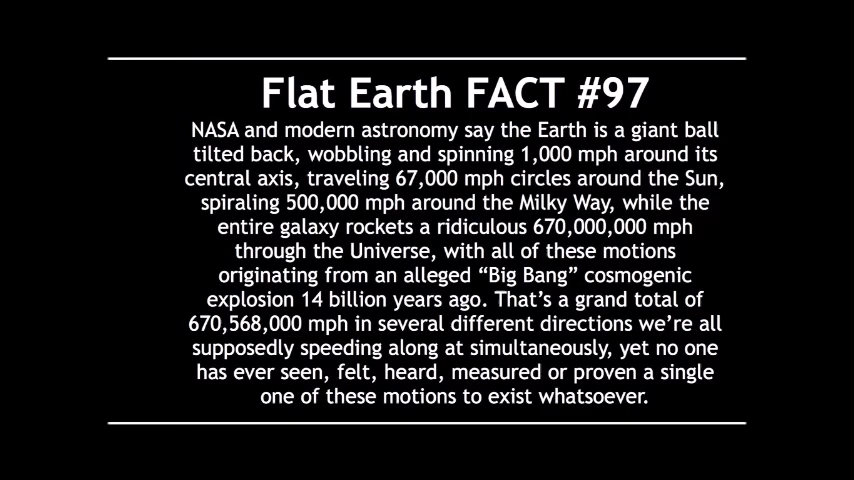 Flat Earth FACT #97
NASA and modern astronomy say the Earth is a giant ball
tilted back, wobbling and spinning 1,000 mph around its
central axis, traveling 67,000 mph circles around the Sun,
spiraling 500,000 mph around the Milky Way, while the
entire galaxy rockets a ridiculous 670,000,000 mph
through the Universe, with all of these motions
originating from an alleged “Big Bang” cosmogenic
explosion 14 billion years ago. That’s a grand total of
670,568,000 mph in several different directions we’re all
supposedly speeding along at simultaneously, yet no one
has ever seen, felt, heard, measured or proven a single
one of these motions to exist whatsoever.